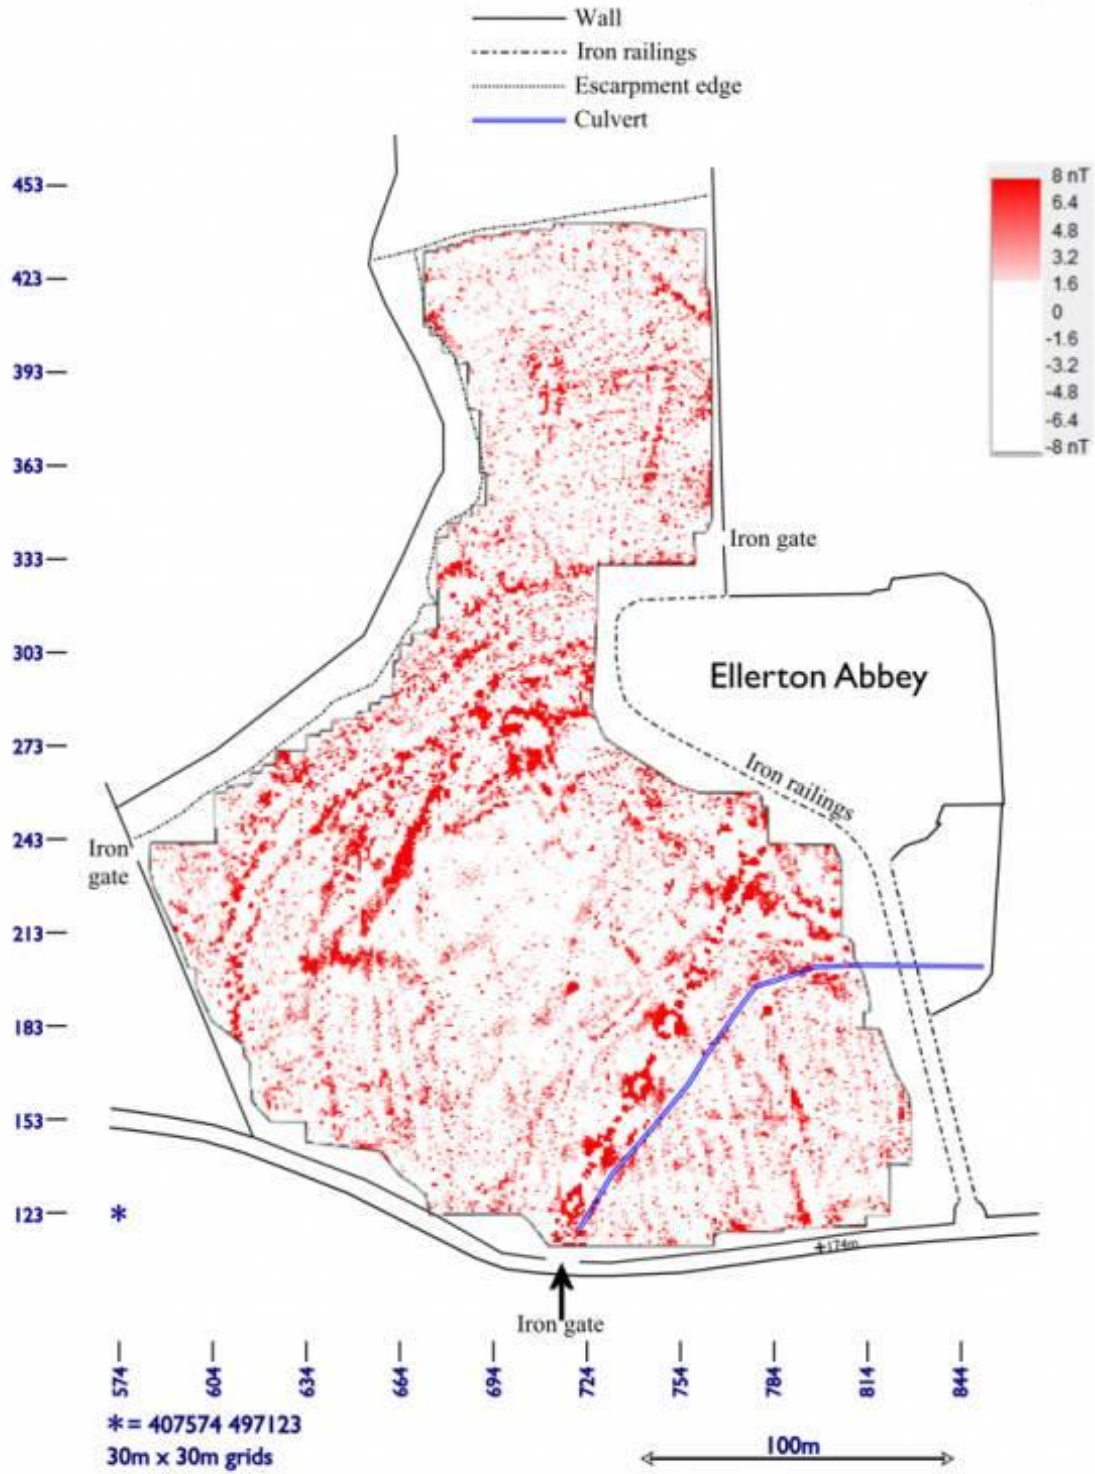 Wall
Iron railings
Escarpment edge
Culvert
8 nT
6.4
4.8
3.2
1.6
0
-1.6
-3.2
-4.8
-6.4
-8 nT
453
423
393
363
333
303
273
243
213
183
153
123
Iron gate
Ellerton Abbey
Iron railings
Iron
gate
*
+174m
Iron gate
574
604
634
664
694
724
754
784
814
844
*= 407574 497123
30m x 30m grids
100m